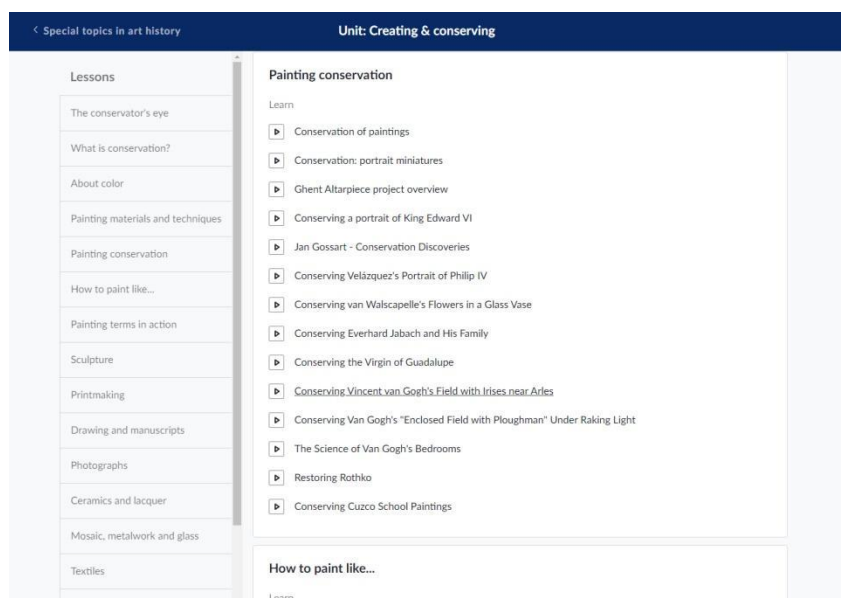 Special topics in art history
Unit: Creating & conserving
Lessons
The conservator's eye
What is conservation?
About color
Painting materials and techniques
Painting conservation
How to paint like...
Painting terms in action
Sculpture
Printmaking
Drawing and manuscripts
Photographs
Ceramics and lacquer
Mosaic, metalwork and glass
Textiles
Painting conservation
Learn
Conservation of paintings
Conservation: portrait miniatures
Ghent Altarpiece project overview
Conserving a portrait of King Edward VI
Jan Gossart - Conservation Discoveries
Conserving Velázquez's Portrait of Philip IV
Conserving van Walscapelle's Flowers in a Glass Vase
Conserving Everhard Jabach and His Family
Conserving the Virgin of Guadalupe
Conserving Vincent van Gogh's Field with Irises near Arles
Conserving Van Gogh's "Enclosed Field with Ploughman" Under Raking Light
The Science of Van Gogh's Bedrooms
Restoring Rothko
Conserving Cuzco School Paintings
How to paint like...
Learn